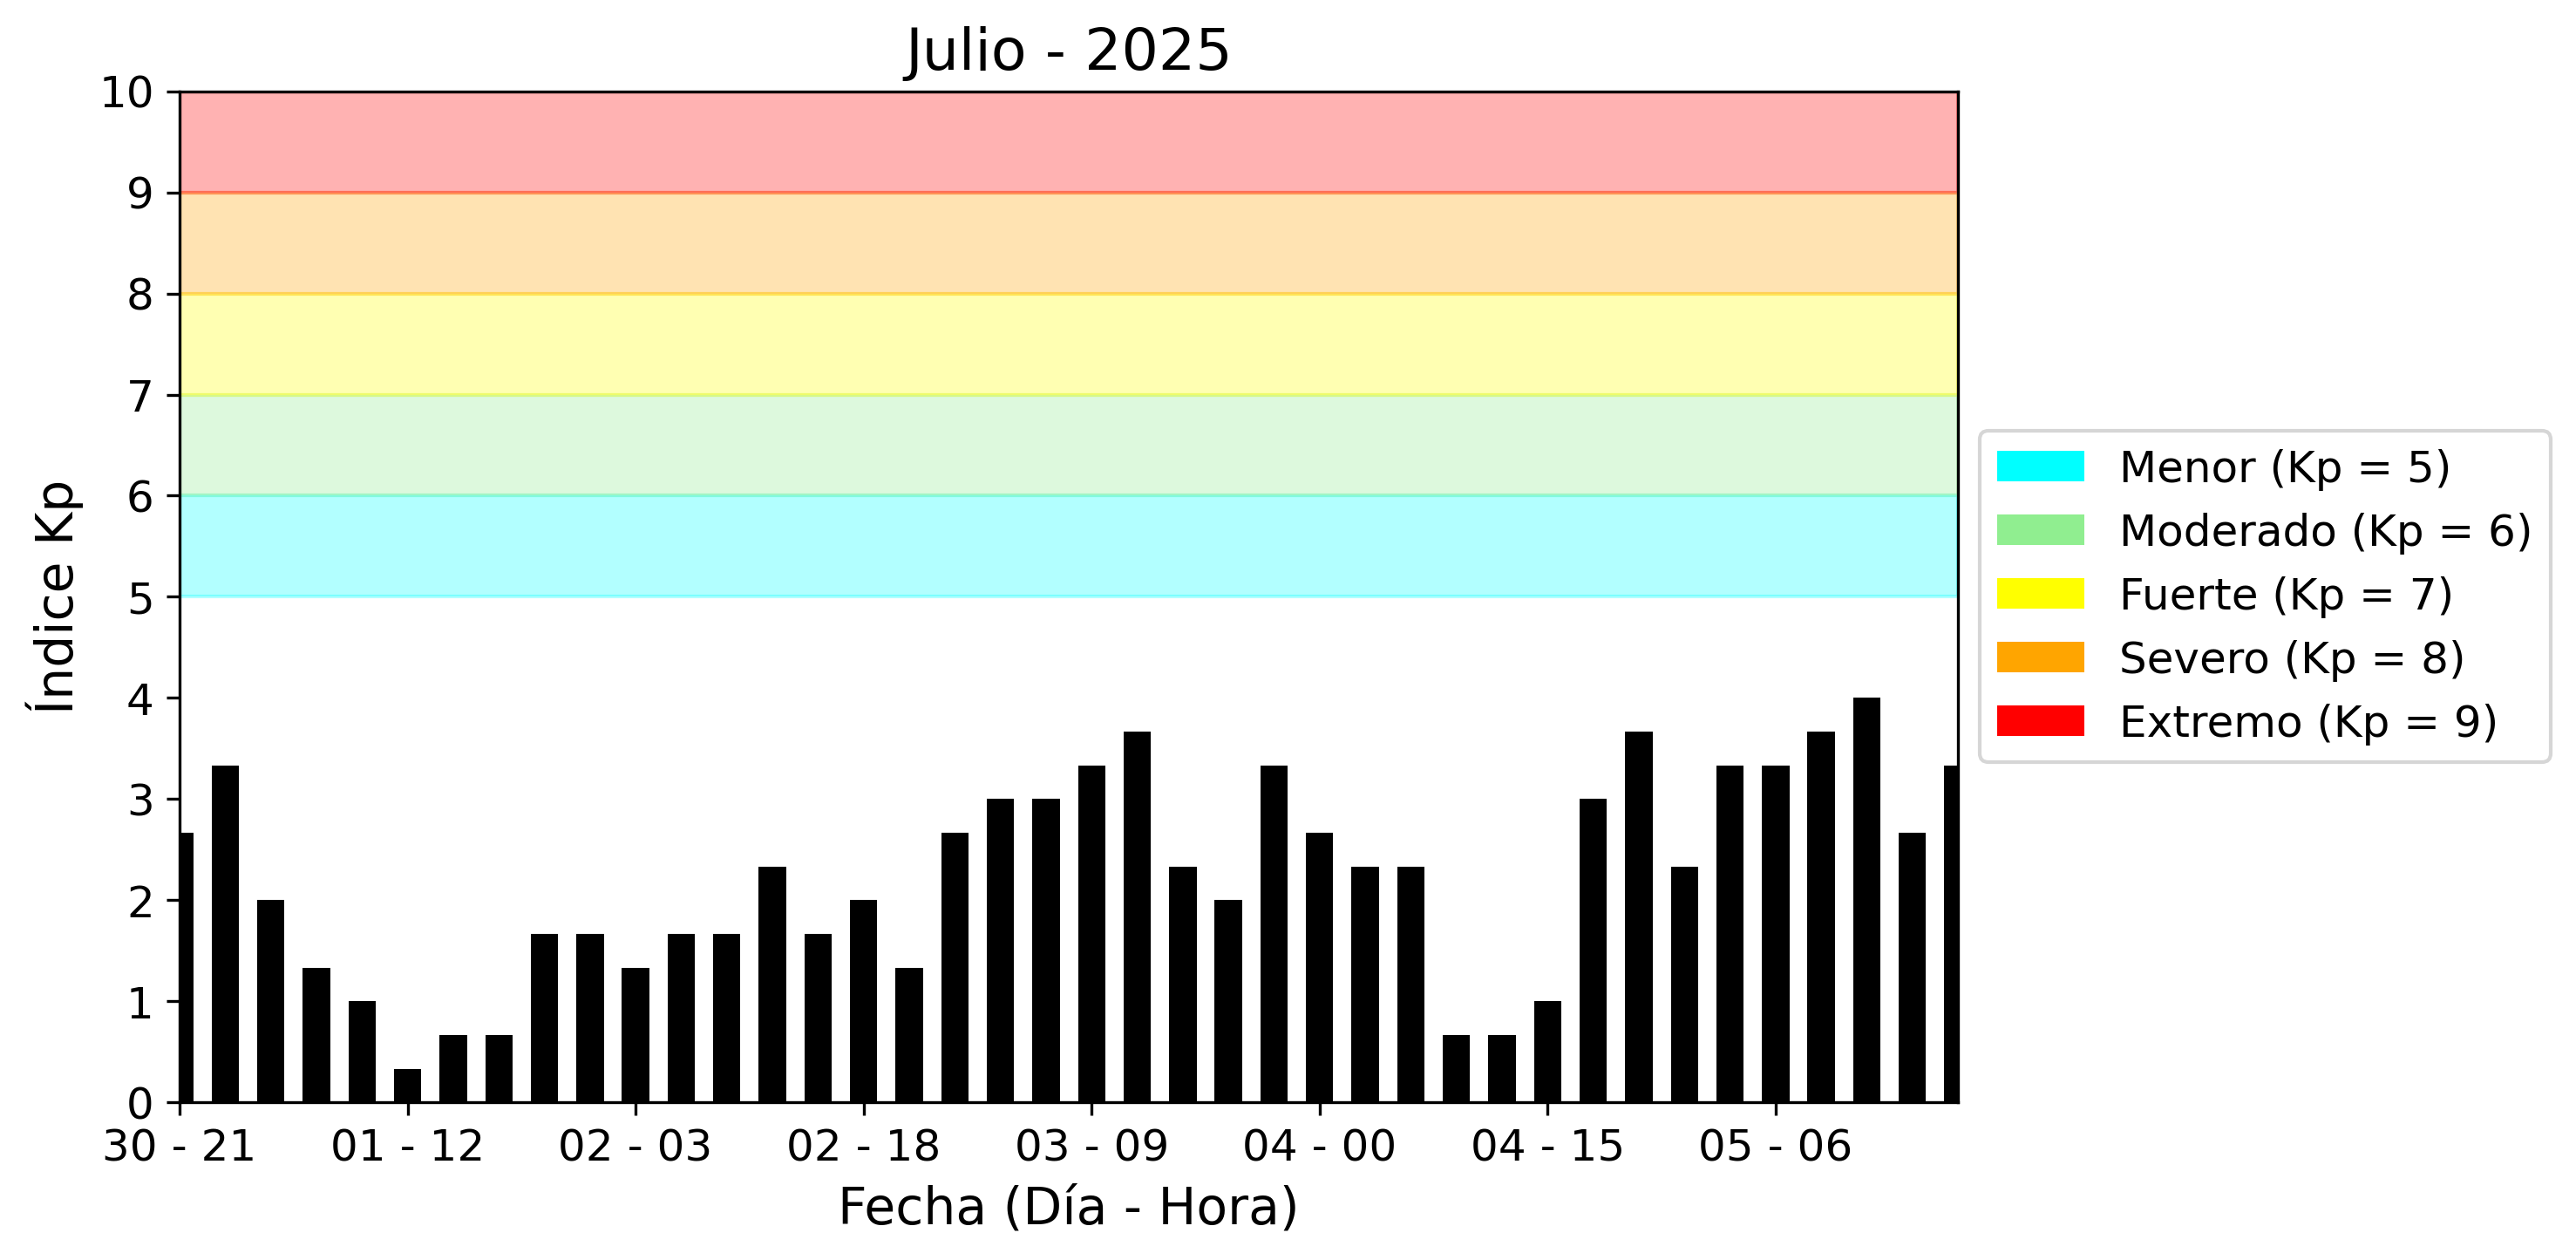 Julio - 2025
10
9
8
7
6
5
4
3
2
1
0
Índice Kp
30 - 21
01 - 12
02 - 03
02 - 18
03 - 09
04 - 00
04 - 15
05 - 06
Fecha (Día - Hora)
Menor (Kp = 5)
Moderado (Kp = 6)
Fuerte (Kp = 7)
Severo (Kp = 8)
Extremo (Kp = 9)